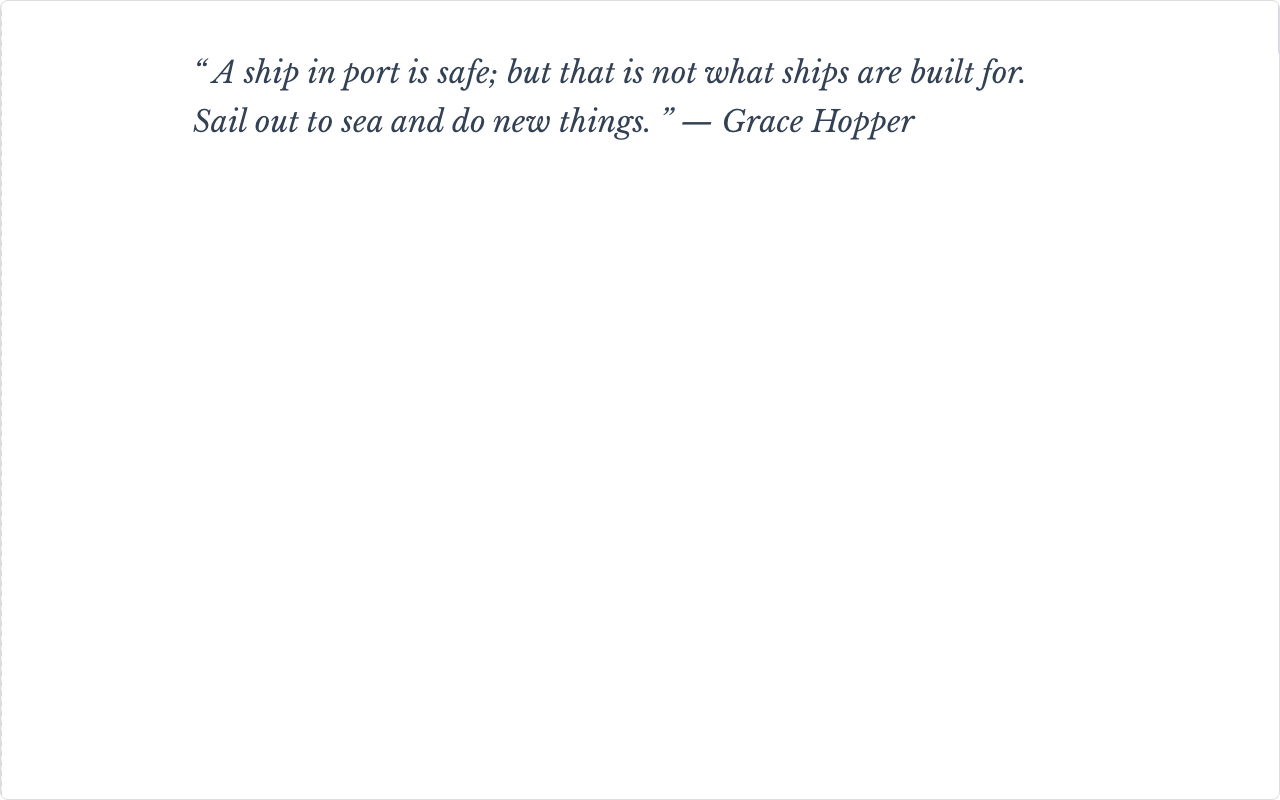 “ A ship in port is safe; but that is not what ships are built for.
Sail out to sea and do new things. ” — Grace Hopper